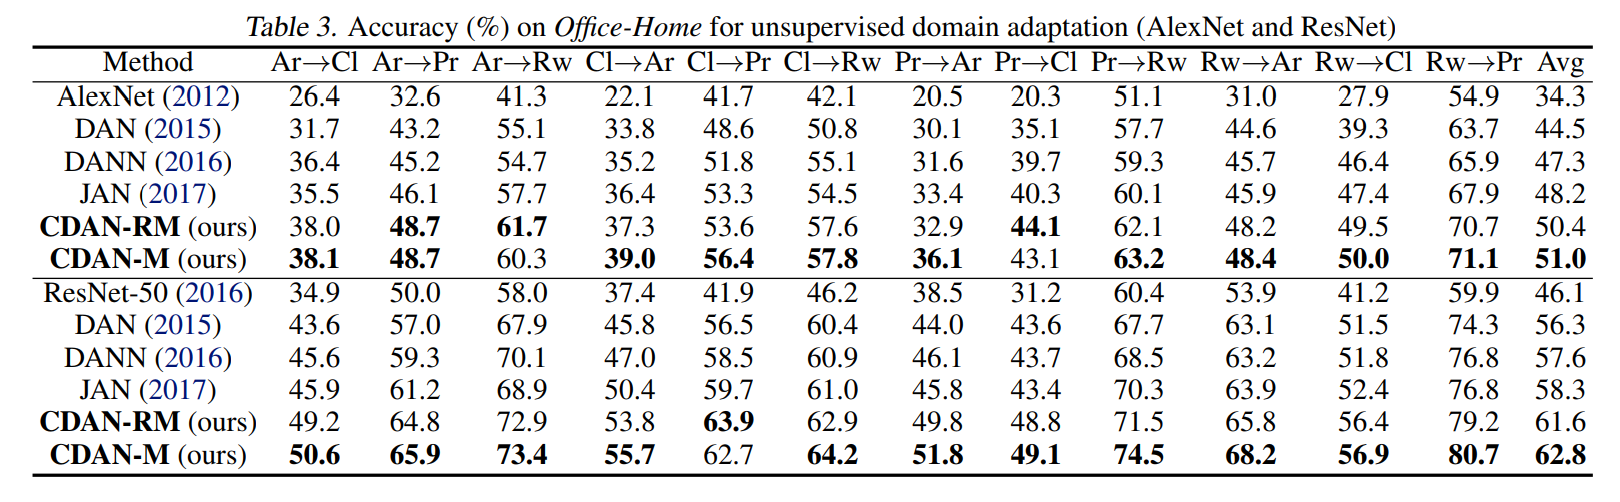 Table 3. Accuracy (%) on Office-Home for unsupervised domain adaptation (AlexNet and ResNet)
Method Ar→Cl Ar→Pr Ar→Rw Cl→Ar Cl→Pr Cl→Rw Pr→Ar Pr→Cl Pr→Rw Rw→Ar Rw→Cl Rw→Pr Avg
AlexNet (2012) 26.4 32.6 41.3 22.1 41.7 42.1 20.5 20.3 51.1 31.0 27.9 54.9 34.3
DAN (2015) 31.7 43.2 55.1 33.8 48.6 50.8 30.1 35.1 57.7 44.6 39.3 63.7 44.5
DANN (2016) 36.4 45.2 54.7 35.2 51.8 55.1 31.6 39.7 59.3 45.7 46.4 65.9 47.3
JAN (2017) 35.5 46.1 57.7 36.4 53.3 54.5 33.4 40.3 60.1 45.9 47.4 67.9 48.2
CDAN-RM (ours) 38.0 48.7 61.7 37.3 53.6 57.6 32.9 44.1 62.1 48.2 49.5 70.7 50.4
CDAN-M (ours) 38.1 48.7 60.3 39.0 56.4 57.8 36.1 43.1 63.2 48.4 50.0 71.1 51.0
ResNet-50 (2016) 34.9 50.0 58.0 37.4 41.9 46.2 38.5 31.2 60.4 53.9 41.2 59.9 46.1
DAN (2015) 43.6 57.0 67.9 45.8 56.5 60.4 44.0 43.6 67.7 63.1 51.5 74.3 56.3
DANN (2016) 45.6 59.3 70.1 47.0 58.5 60.9 46.1 43.7 68.5 63.2 51.8 76.8 57.6
JAN (2017) 45.9 61.2 68.9 50.4 59.7 61.0 45.8 43.4 70.3 63.9 52.4 76.8 58.3
CDAN-RM (ours) 49.2 64.8 72.9 53.8 63.9 62.9 49.8 48.8 71.5 65.8 56.4 79.2 61.6
CDAN-M (ours) 50.6 65.9 73.4 55.7 62.7 64.2 51.8 49.1 74.5 68.2 56.9 80.7 62.8